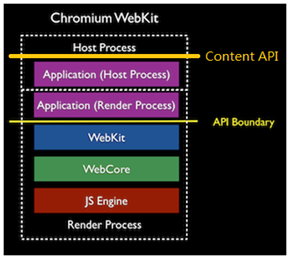 Chromium WebKit
Host Process
Content API
Application (Host Process)
Application (Render Process)
API Boundary
WebKit
WebCore
JS Engine
Render Process